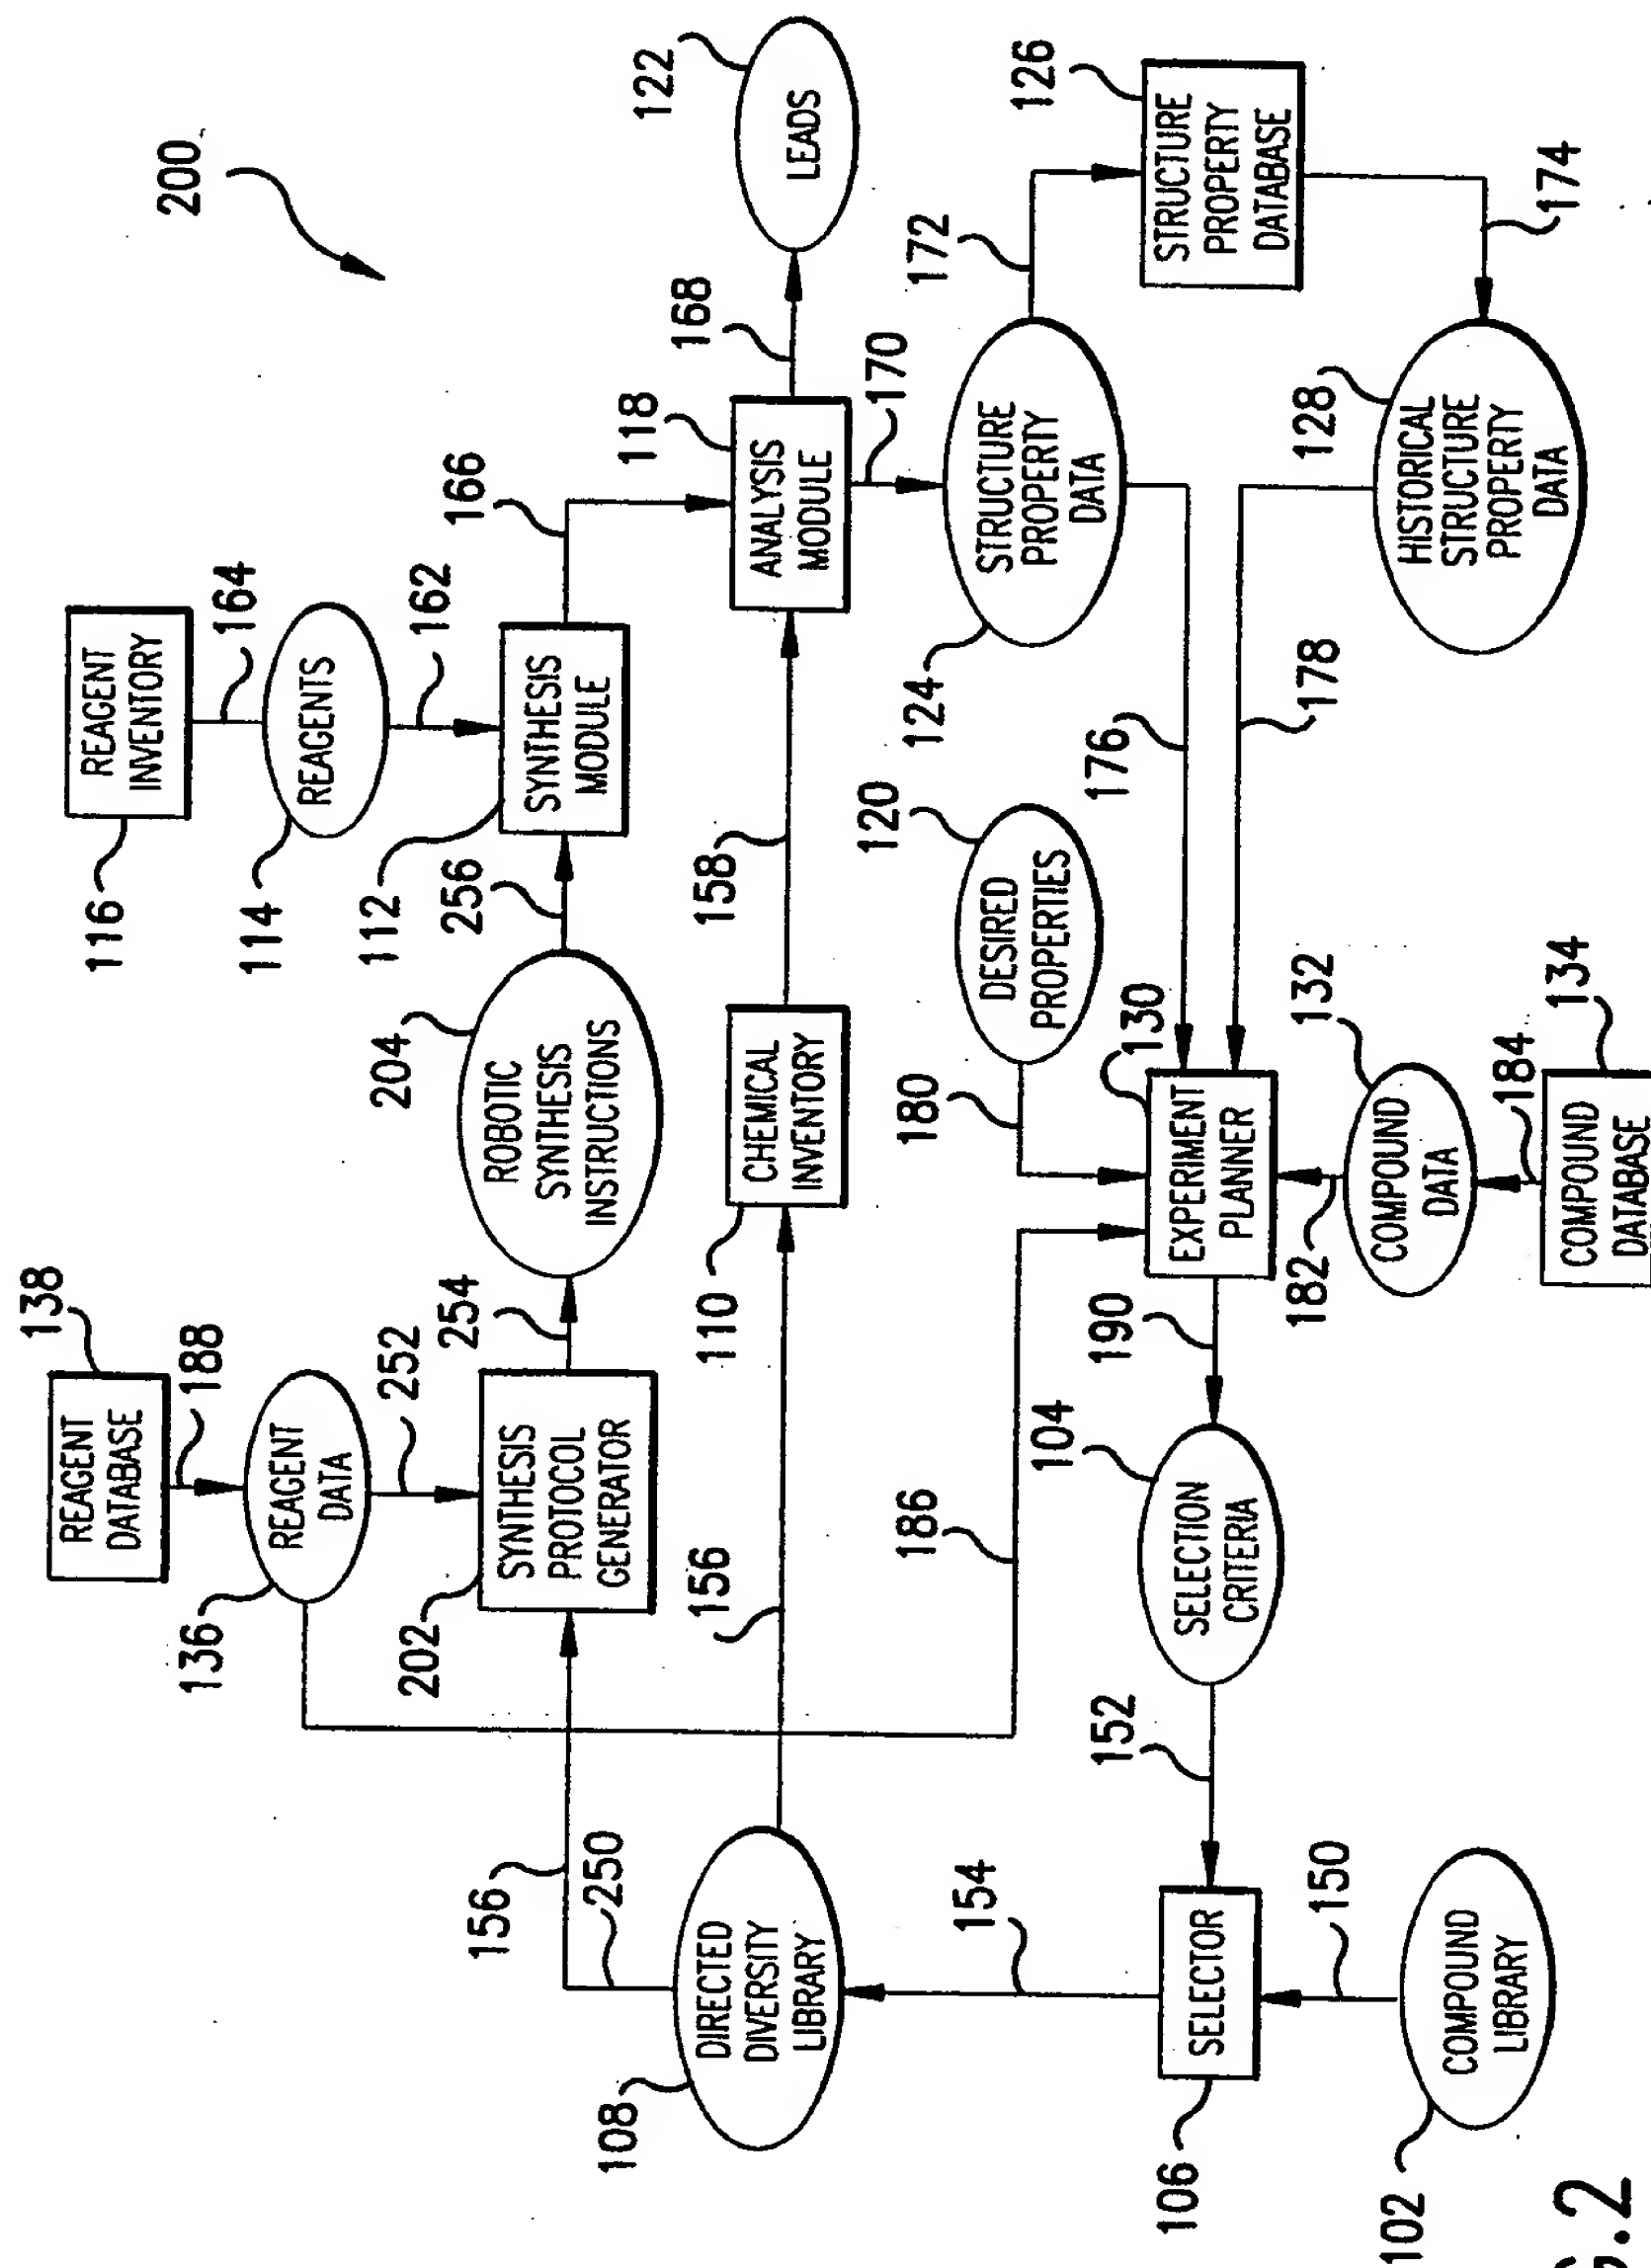 200
138
REAGENT
DATABASE
188
136
REAGENT
DATA
252
116
REAGENT
INVENTORY
164
114
REAGENTS
162
202
SYNTHESIS
PROTOCOL
GENERATOR
254
204
ROBOTIC
SYNTHESIS
INSTRUCTIONS
256
112
SYNTHESIS
MODULE
166
156
250
108
DIRECTED
DIVERSITY
LIBRARY
156
110
CHEMICAL
INVENTORY
158
118
ANALYSIS
MODULE
168
122
LEADS
170
186
180
120
DESIRED
PROPERTIES
124
STRUCTURE
PROPERTY
DATA
172
126
STRUCTURE
PROPERTY
DATABASE
154
152
104
SELECTION
CRITERIA
190
130
EXPERIMENT
PLANNER
176
178
174
106
SELECTOR
150
182
132
COMPOUND
DATA
184
134
COMPOUND
DATABASE
128
HISTORICAL
STRUCTURE
PROPERTY
DATA
102
COMPOUND
LIBRARY
G.2